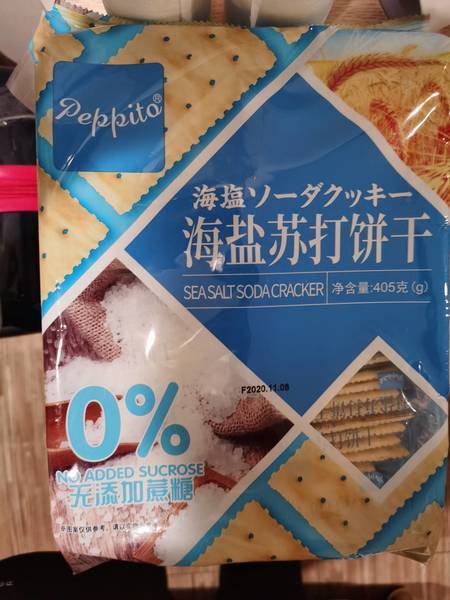 Peppito®
海塩ソーダクッキー
海盐苏打饼干
SEA SALT SODA CRACKER 净含量:405克(g)
F2020.11.08
0%
NO ADDED SUCROSE
无添加蔗糖